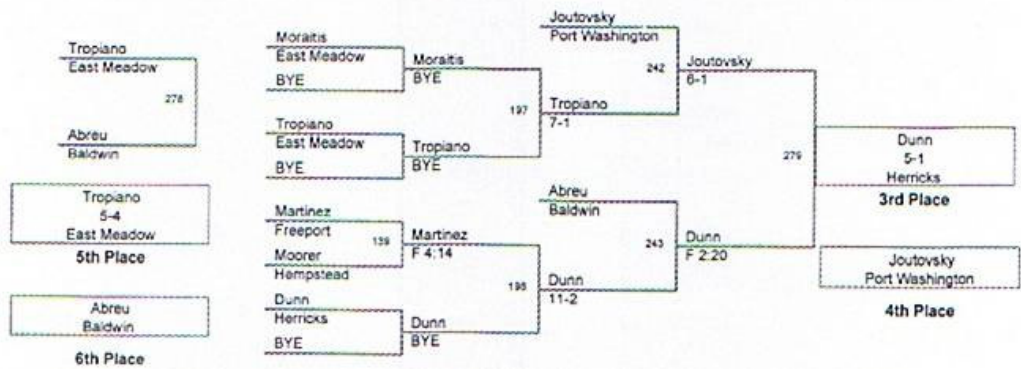 Tropiano
East Meadow
278
Abreu
Baldwin
Tropiano
5-4
East Meadow
5th Place
Abreu
Baldwin
6th Place
Moraitis
East Meadow
BYE
Tropiano
East Meadow
BYE
Martinez
Freeport
139
Moorer
Hempstead
Dunn
Herricks
BYE
Moraitis
BYE
197
Tropiano
BYE
Martinez
F 4:14
198
Dunn
BYE
Joutovsky
Port Washington
242
Tropiano
7-1
Abreu
Baldwin
243
Dunn
11-2
Joutovsky
6-1
279
Dunn
F 2:20
Dunn
5-1
Herricks
3rd Place
Joutovsky
Port Washington
4th Place